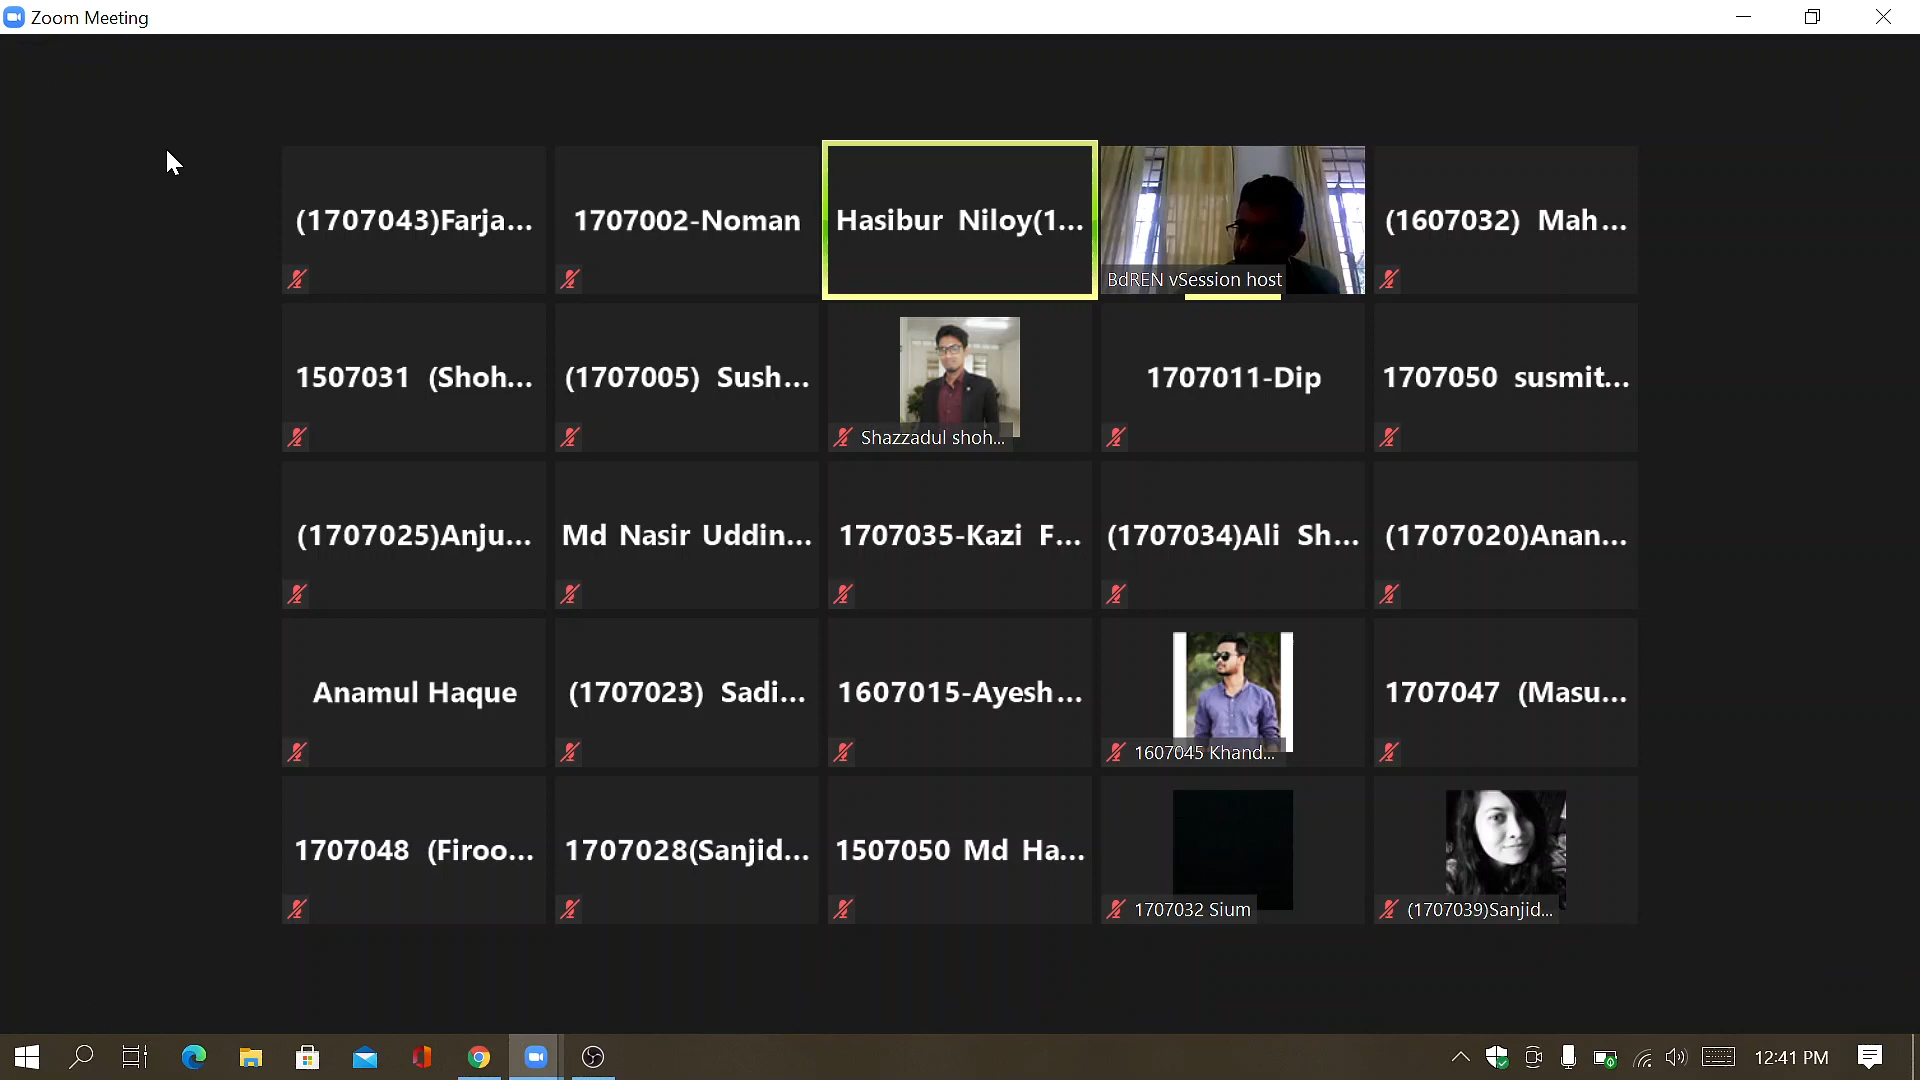 Zoom Meeting
(1707043)Farja...
1707002-Noman
Hasibur Niloy(1...
BdREN vSession host
(1607032) Mah...
1507031 (Shoh...
(1707005) Sush...
Shazzadul shoh...
1707011-Dip
1707050 susmit...
(1707025)Anju...
Md Nasir Uddin...
1707035-Kazi F...
(1707034)Ali Sh...
(1707020)Anan...
Anamul Haque
(1707023) Sadi...
1607015-Ayesh...
1607045 Khand...
1707047 (Masu...
1707048 (Firoo...
1707028(Sanjid...
1507050 Md Ha...
1707032 Sium
(1707039)Sanjid...
12:41 PM